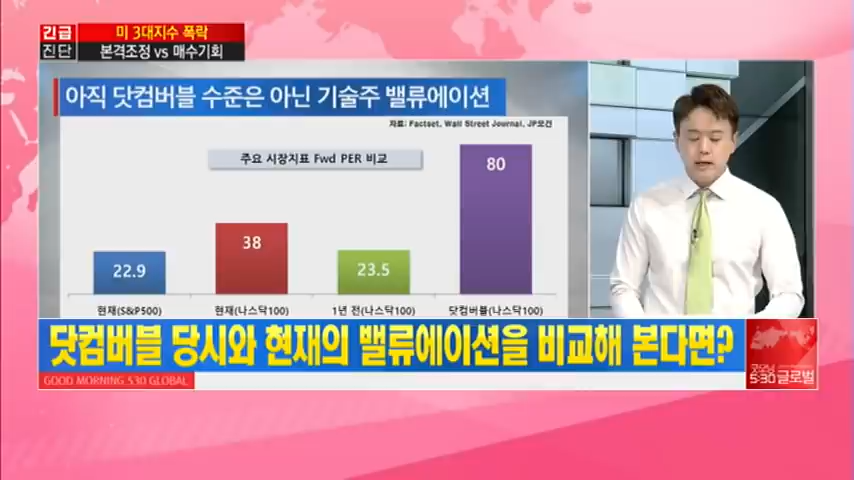 긴급
진단
미 3대지수 폭락
본격조정 vs 매수기회
아직 닷컴버블 수준은 아닌 기술주 밸류에이션
자료: Factset, Wall Street Journal, JP모건
주요 시장지표 Fwd PER 비교
22.9
38
23.5
80
현재(S&P500)
현재(나스닥100)
1년 전(나스닥100)
닷컴버블(나스닥100)
닷컴버블 당시와 현재의 밸류에이션을 비교해 본다면?
GOOD MORNING 530 GLOBAL
굿모닝
5:30 글로벌